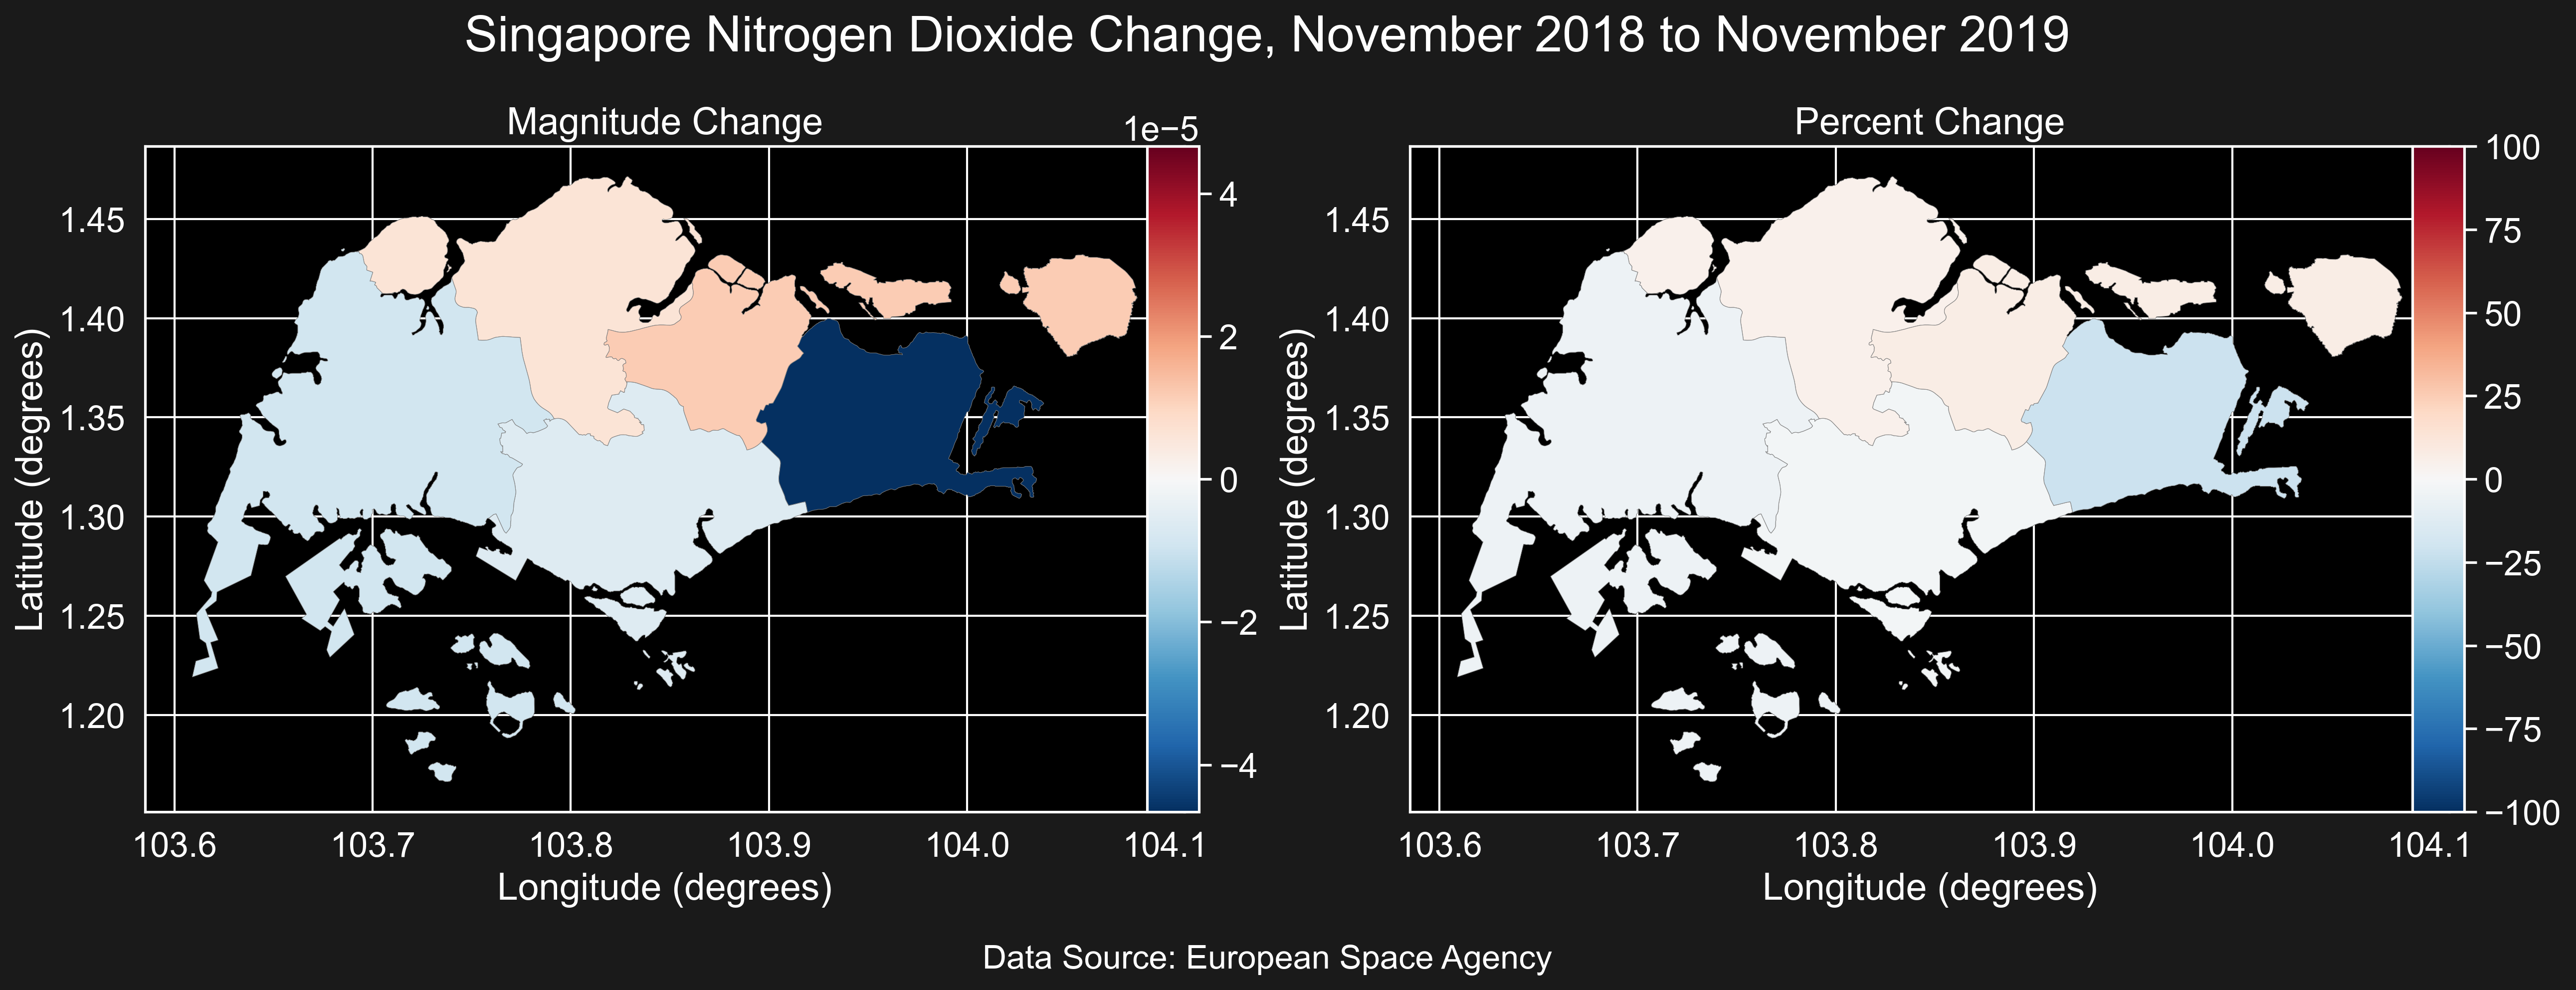 Singapore Nitrogen Dioxide Change, November 2018 to November 2019
Magnitude Change
1e−5
Latitude (degrees)
1.45
1.40
1.35
1.30
1.25
1.20
4
2
0
−2
−4
103.6 103.7 103.8 103.9 104.0 104.1
Longitude (degrees)
Percent Change
Latitude (degrees)
1.45
1.40
1.35
1.30
1.25
1.20
100
75
50
25
0
−25
−50
−75
−100
103.6 103.7 103.8 103.9 104.0 104.1
Longitude (degrees)
Data Source: European Space Agency